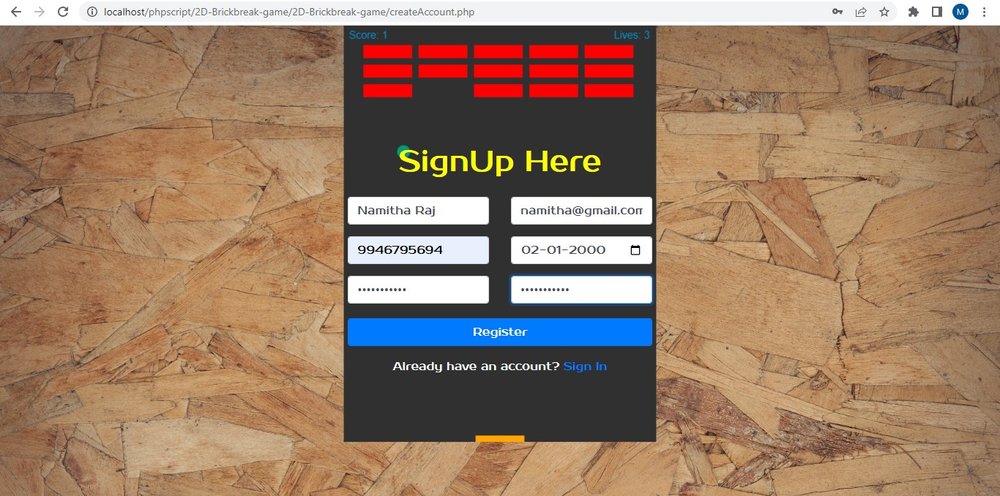 localhost/phpscript/2D-Brickbreak-game/2D-Brickbreak-game/createAccount.php
M
Score: 1 Lives: 3
SignUp Here
Namitha Raj namitha@gmail.com
9946795694 02-01-2000
••••••••••• •••••••••••
Register
Already have an account? Sign In